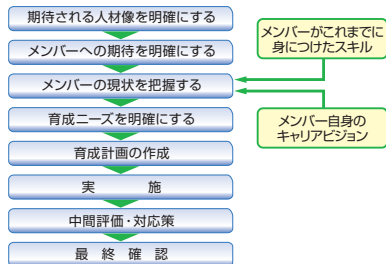 期待される人材像を明確にする
メンバーへの期待を明確にする
メンバーの現状を把握する
育成ニーズを明確にする
育成計画の作成
実　　施
中間評価・対応策
最　終　確　認
メンバーがこれまでに
身につけたスキル
メンバー自身の
キャリアビジョン